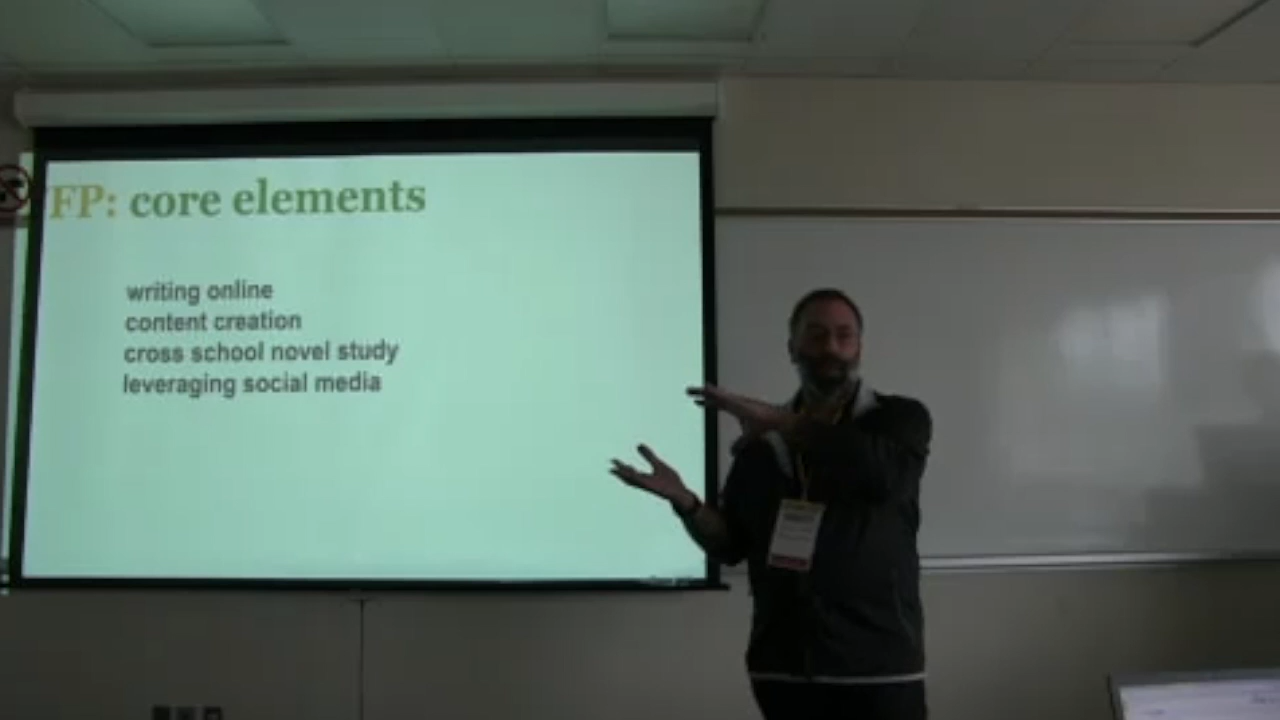 FP: core elements
writing online
content creation
cross school novel study
leveraging social media